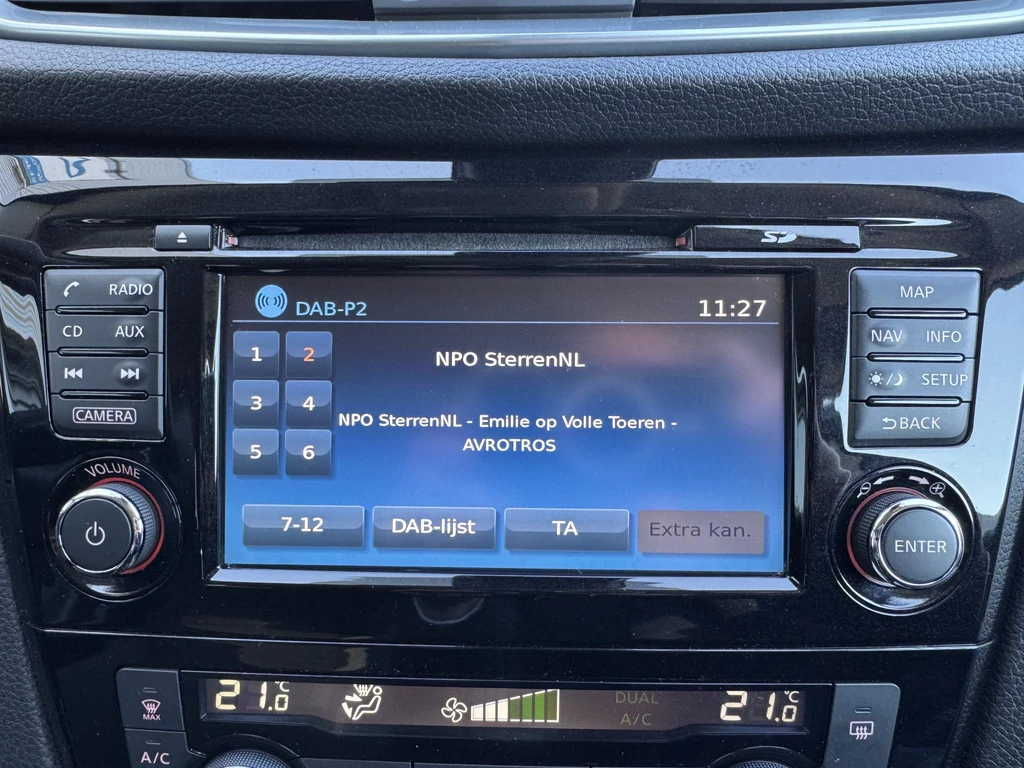 SD
RADIO
CD AUX
CAMERA
VOLUME
DAB-P2 11:27
1 2
3 4
5 6
NPO SterrenNL
NPO SterrenNL - Emilie op Volle Toeren -
AVROTROS
7-12 DAB-lijst TA Extra kan.
MAP
NAV INFO
SETUP
BACK
ENTER
MAX
A/C
21.0°C
DUAL
A/C
21.0°C